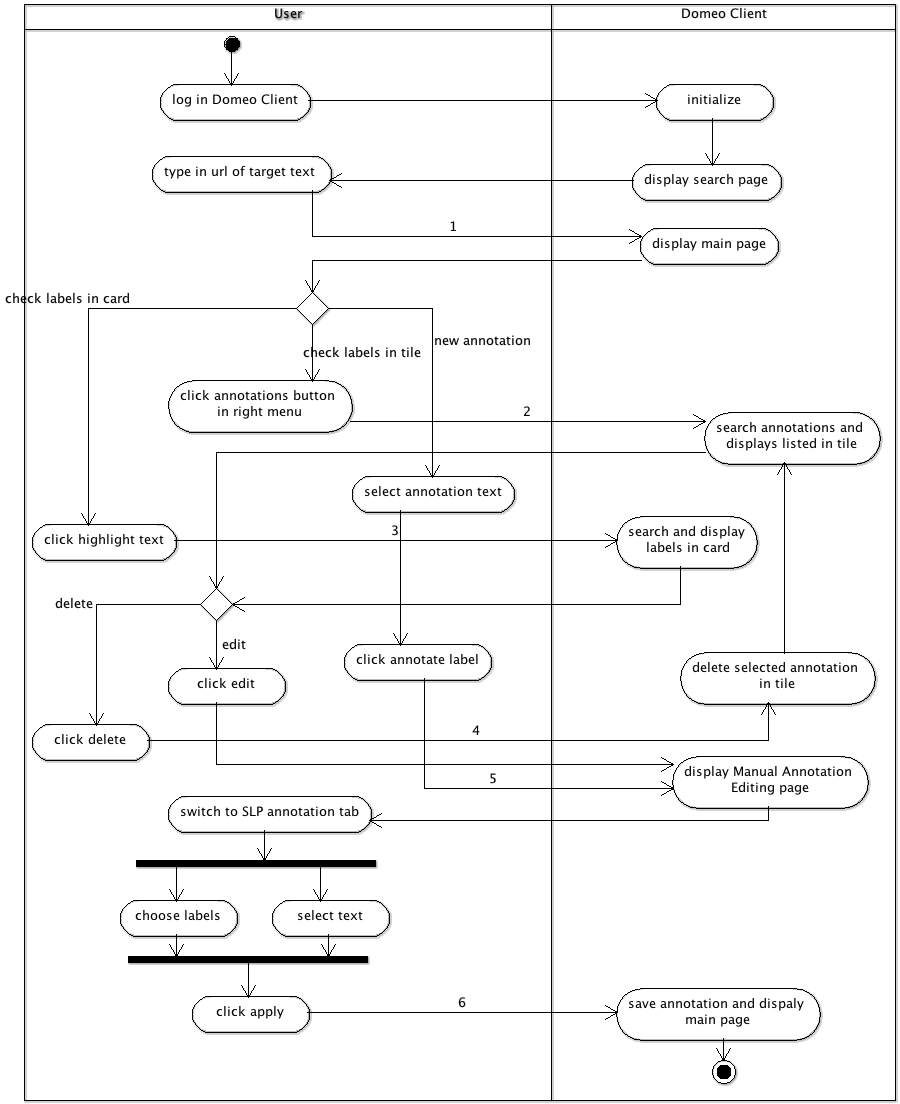 User
Domeo Client
log in Domeo Client
initialize
type in url of target text
display search page
1
display main page
check labels in card
new annotation
check labels in tile
click annotations button
in right menu
2
search annotations and
displays listed in tile
select annotation text
click highlight text
3
search and display
labels in card
delete
edit
click annotate label
delete selected annotation
in tile
click edit
click delete
4
display Manual Annotation
Editing page
5
switch to SLP annotation tab
choose labels
select text
click apply
6
save annotation and dispaly
main page